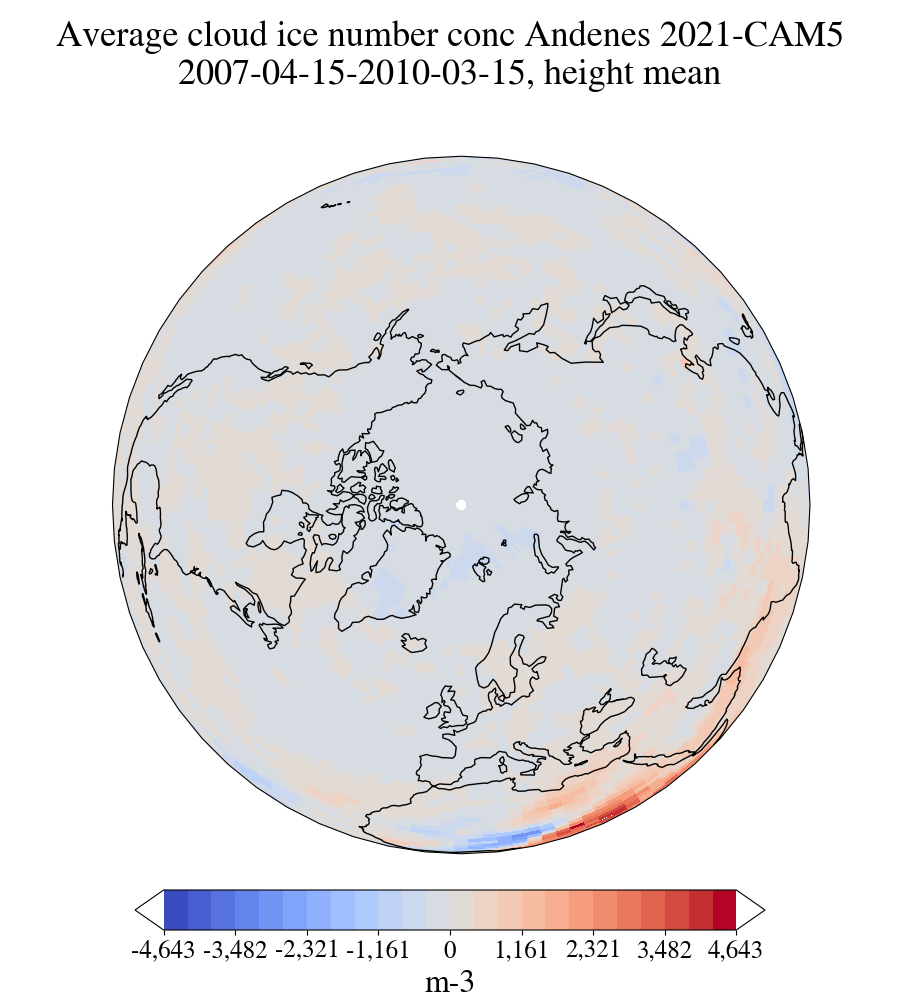 Average cloud ice number conc Andenes 2021-CAM5
2007-04-15-2010-03-15, height mean
-4,643 -3,482 -2,321 -1,161 0 1,161 2,321 3,482 4,643
m-3